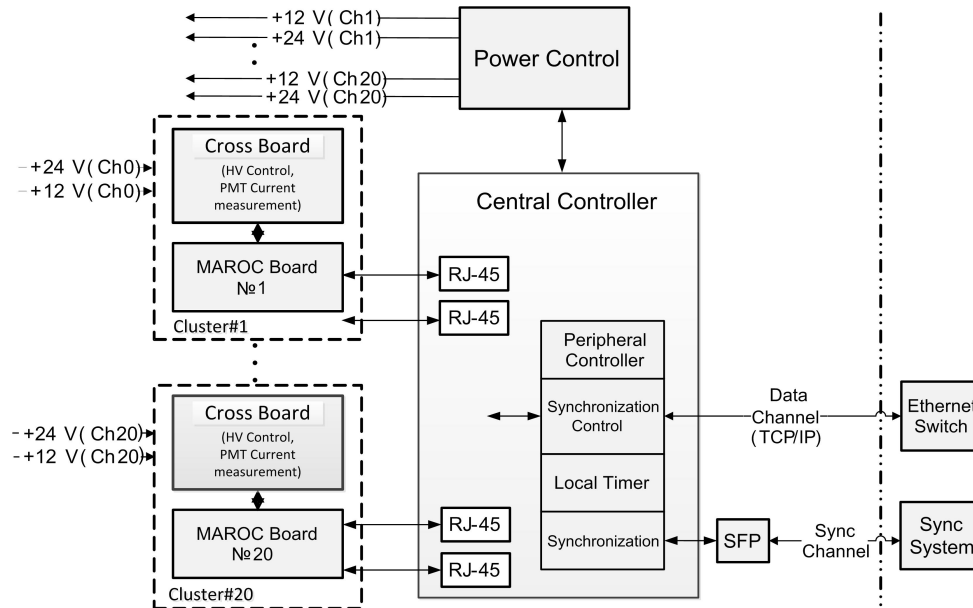 +12 V(Ch1)
+24 V(Ch1)
+12 V(Ch20)
+24 V(Ch20)
Power Control
Cross Board
(HV Control,
PMT Current
measurement)
+24 V(Ch0)
+12 V(Ch0)
MAROC Board
№1
Cluster#1
Central Controller
RJ-45
RJ-45
Peripheral
Controller
Synchronization
Control
Local Timer
Synchronization
Data
Channel
(TCP/IP)
Ethernet
Switch
Cross Board
(HV Control,
PMT Current
measurement)
+24 V(Ch20)
+12 V(Ch20)
MAROC Board
№20
Cluster#20
RJ-45
RJ-45
SFP
Sync
Channel
Sync
System